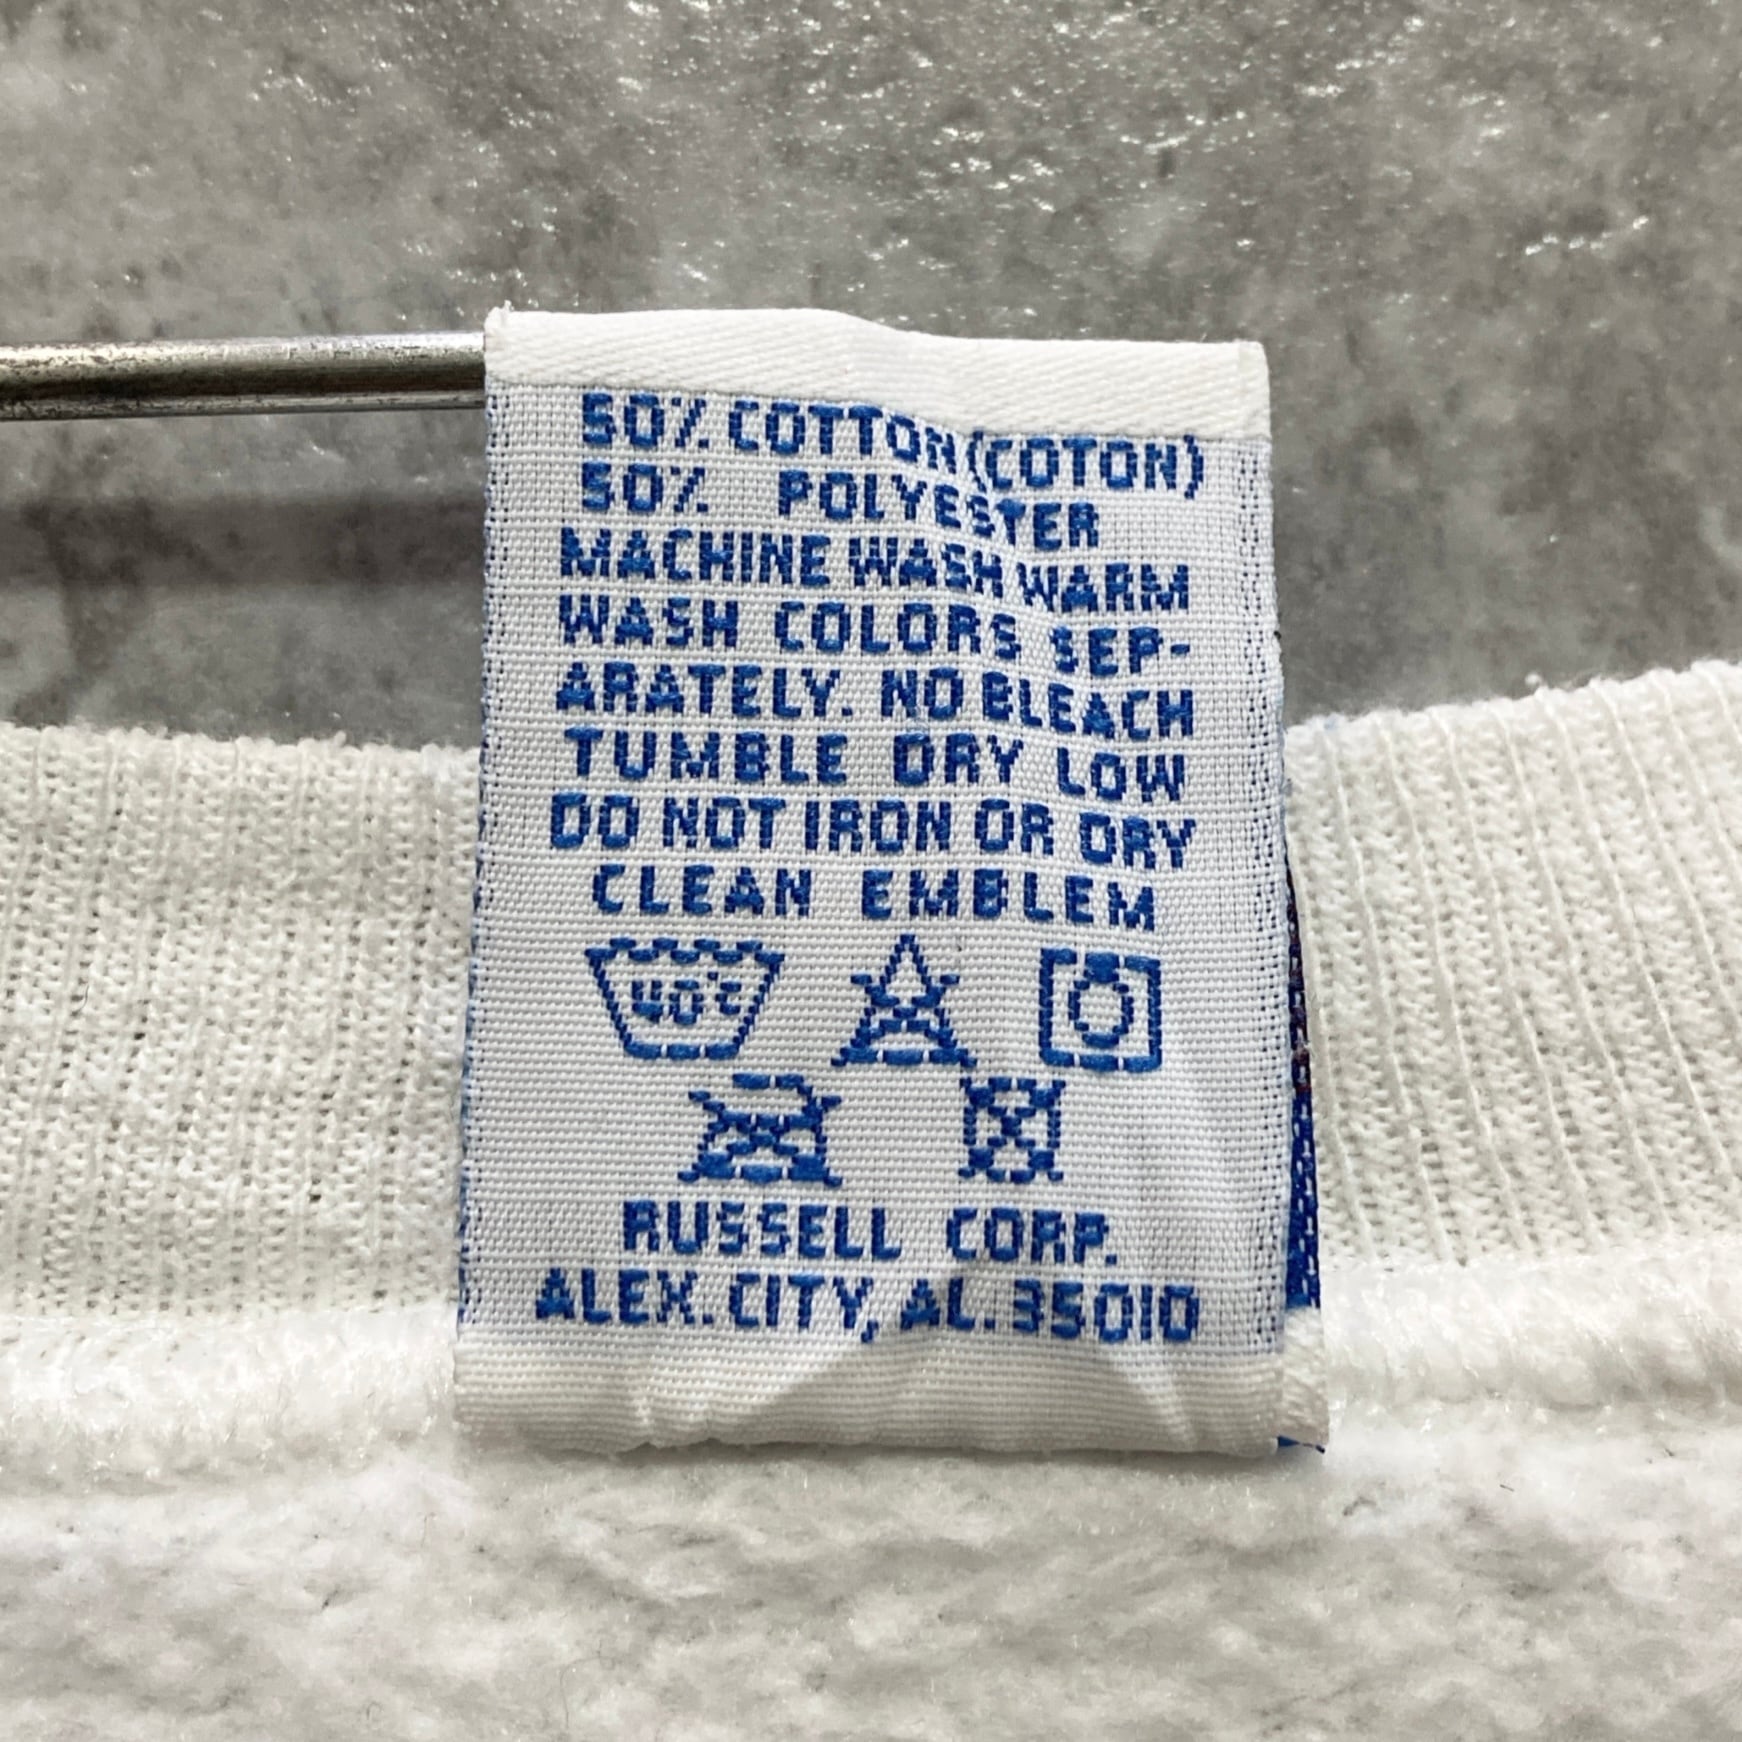 50% COTTON (COTON)
50% POLYESTER
MACHINE WASH WARM
WASH COLORS SEP-
ARATELY. NO BLEACH
TUMBLE DRY LOW
DO NOT IRON OR DRY
CLEAN EMBLEM
40°C
RUSSELL CORP.
ALEX. CITY, AL. 35010